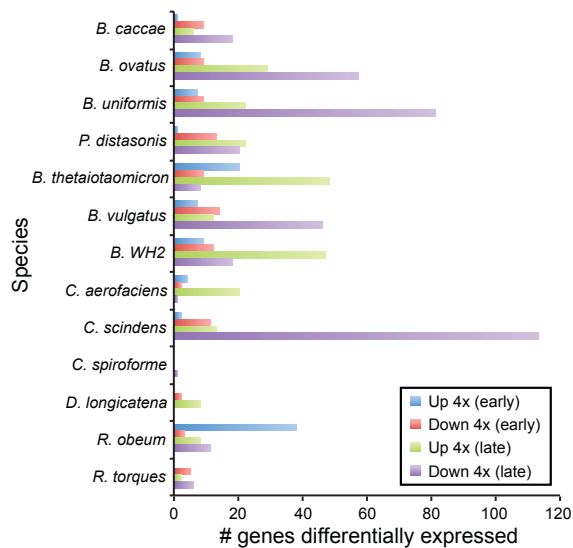 Species
B. caccae
B. ovatus
B. uniformis
P. distasonis
B. thetaiotaomicron
B. vulgatus
B. WH2
C. aerofaciens
C. scindens
C. spiroforme
D. longicatena
R. obeum
R. torques
Up 4x (early)
Down 4x (early)
Up 4x (late)
Down 4x (late)
0 20 40 60 80 100 120
# genes differentially expressed